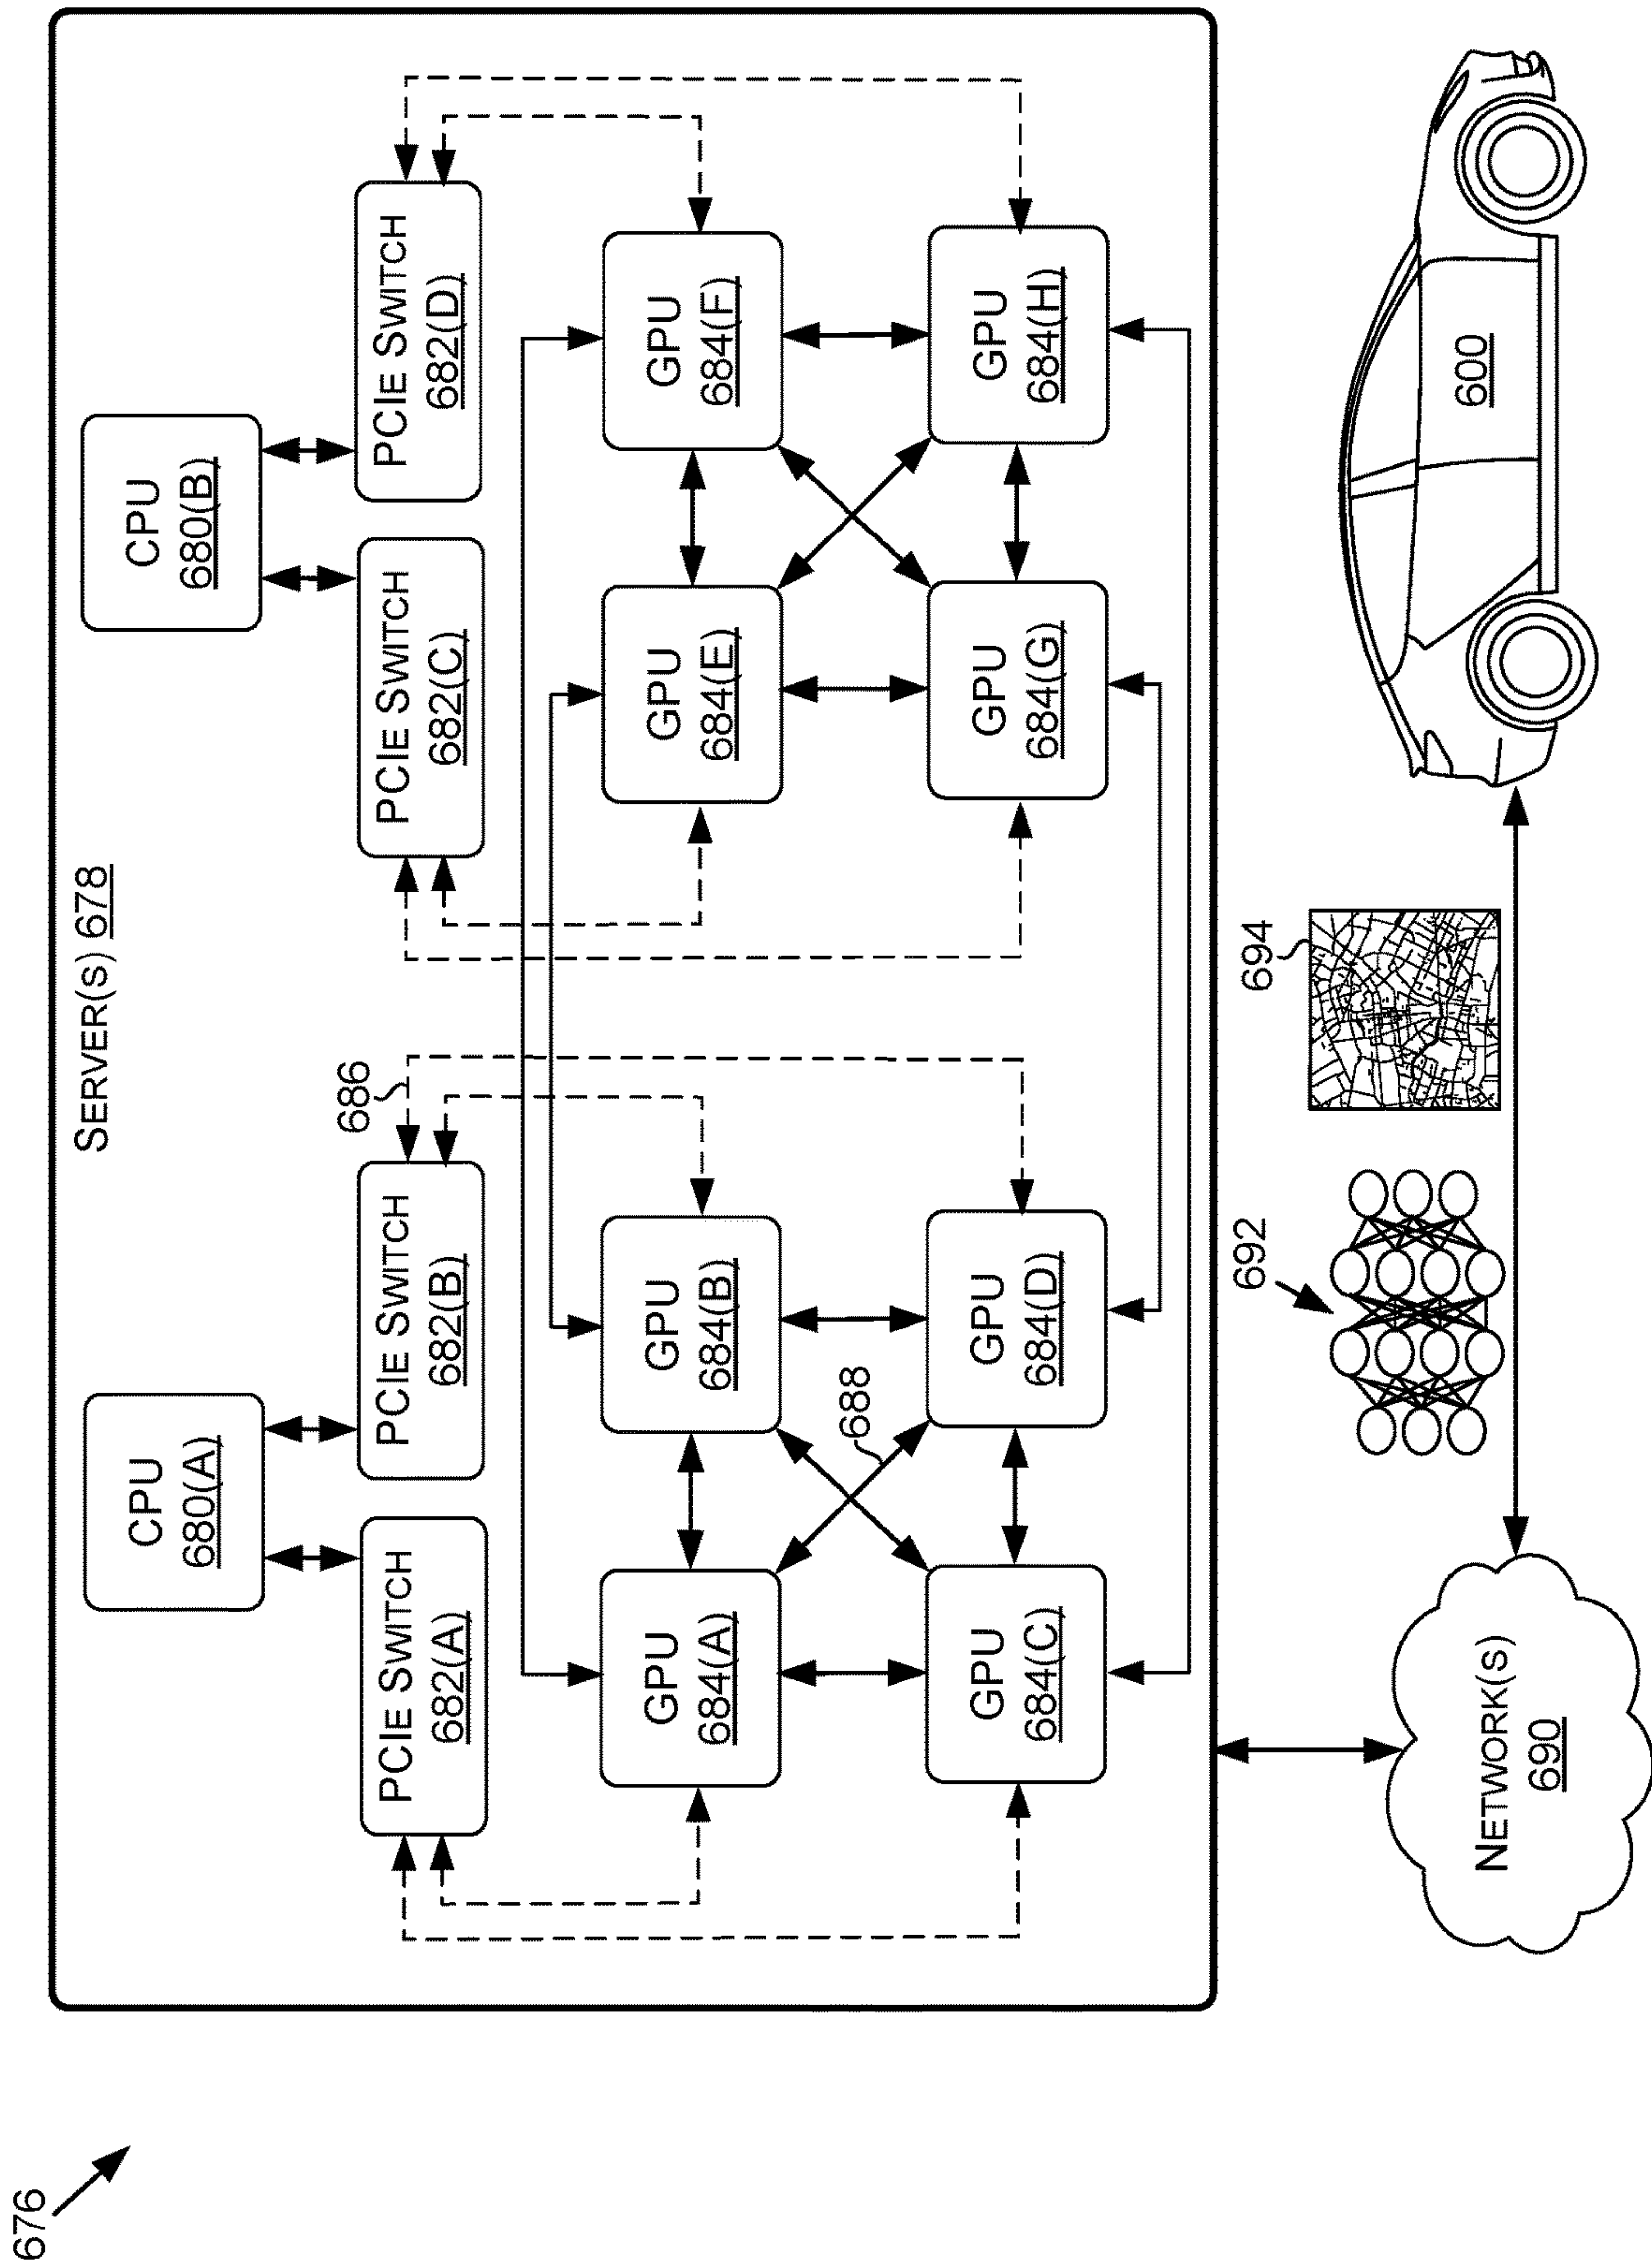 676
SERVER(S) 678
CPU
680(A)
CPU
680(B)
PCIE SWITCH
682(A)
PCIE SWITCH
682(B)
686
PCIE SWITCH
682(C)
PCIE SWITCH
682(D)
GPU
684(A)
GPU
684(B)
GPU
684(E)
GPU
684(F)
688
GPU
684(C)
GPU
684(D)
GPU
684(G)
GPU
684(H)
NETWORK(S)
690
692
694
600